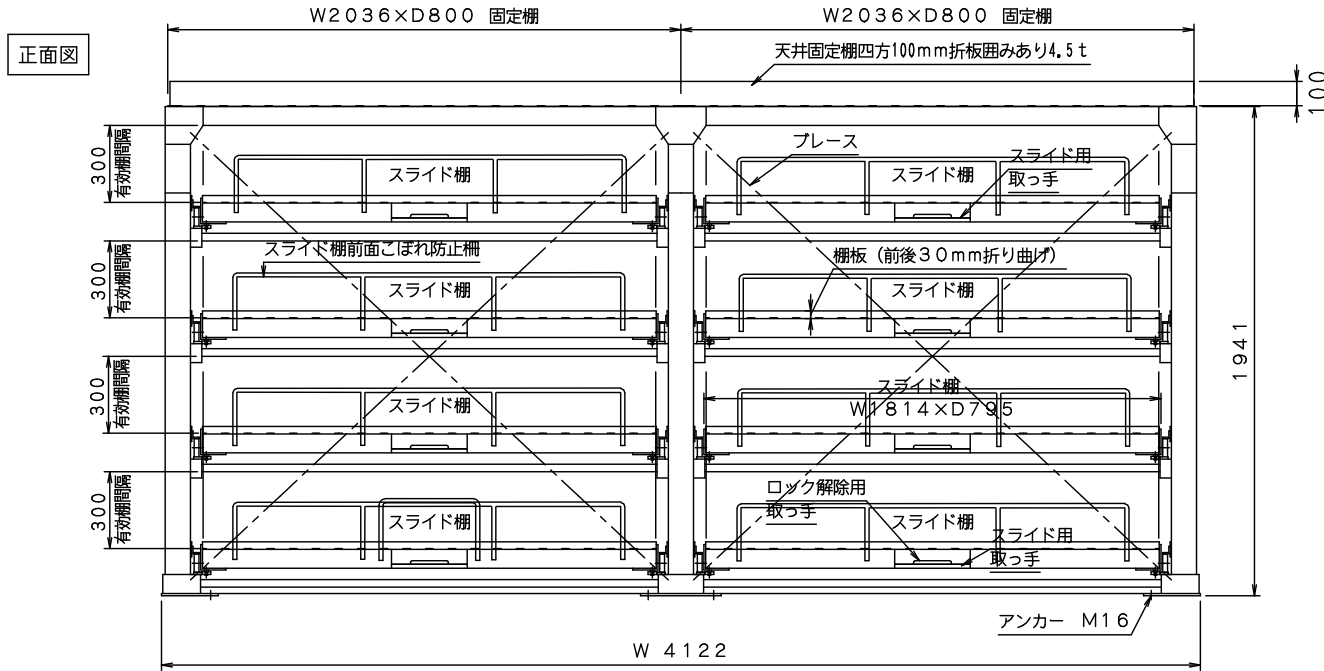 W2036×D800 固定棚
W2036×D800 固定棚
正面図
天井固定棚四方100mm折板囲みあり4.5t
100
ブレース
スライド用
取っ手
300
有効棚間隔
スライド棚
スライド棚
スライド棚前面こぼれ防止柵
棚板（前後30mm折り曲げ）
300
有効棚間隔
スライド棚
スライド棚
1941
300
有効棚間隔
スライド棚
スライド棚
W1814×D795
ロック解除用
取っ手
300
有効棚間隔
スライド棚
スライド棚
スライド用
取っ手
アンカー M16
W 4122